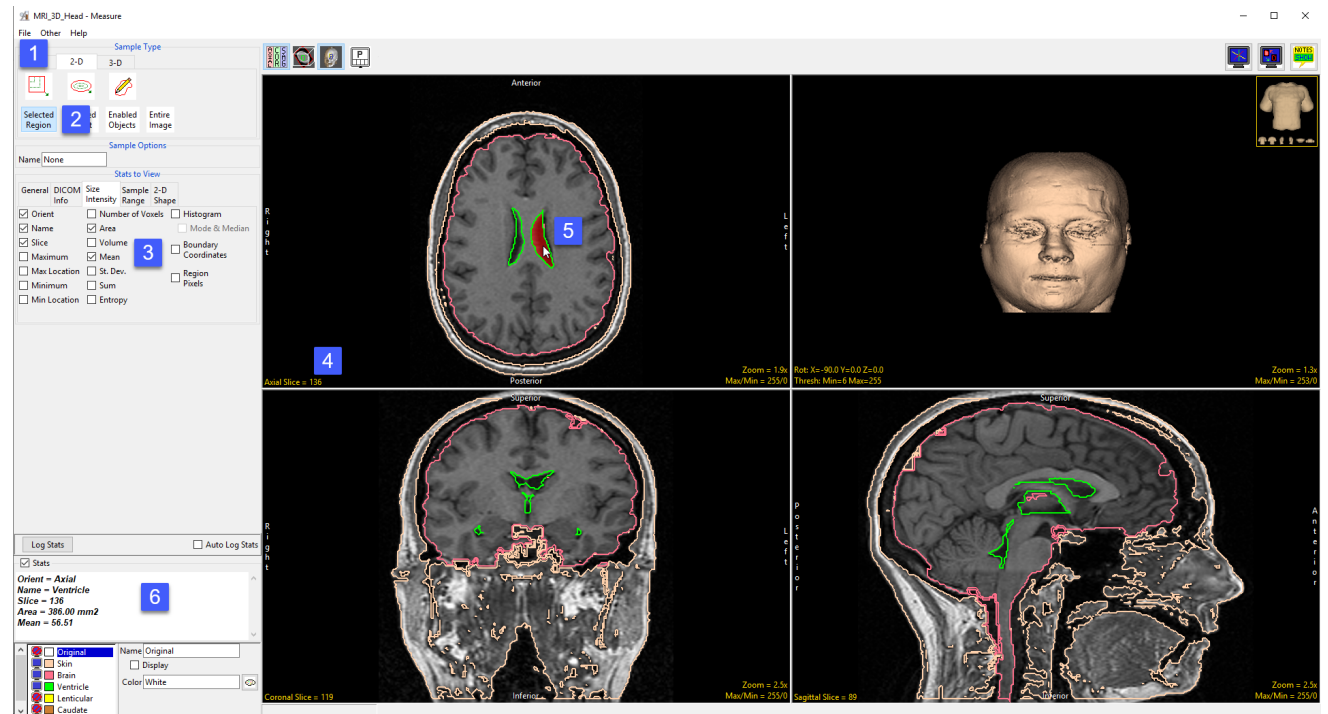 MRI_3D_Head - Measure
File Other Help
Sample Type
1
2-D 3-D
Selected Region
2
Enabled Objects
Entire Image
Sample Options
Name None
Stats to View
General DICOM Info Size Intensity Sample Range 2-D Shape
Orient Number of Voxels Histogram
Name Area Mode & Median
Slice Volume Boundary Coordinates
Maximum Mean
3
Max Location St. Dev. Region Pixels
Minimum Sum
Min Location Entropy
Log Stats Auto Log Stats
Stats
Orient = Axial
Name = Ventricle
Slice = 136
Area = 386.00 mm2
Mean = 56.51
6
Original
Skin
Brain
Ventricle
Lenticular
Caudate
Name Original
Display
Color White
P
NOTES
SHOW
Anterior
Right
Left
5
4
Axial Slice = 136
Posterior
Zoom = 1.9x
Max/Min = 255/0
Rot: X=-90.0 Y=0.0 Z=0.0
Thresh: Min=6 Max=255
Zoom = 1.3x
Max/Min = 253/0
Superior
Right
Left
Coronal Slice = 119
Inferior
Zoom = 2.5x
Max/Min = 255/0
Superior
Posterior
Anterior
Sagittal Slice = 89
Inferior
Zoom = 2.5x
Max/Min = 255/0